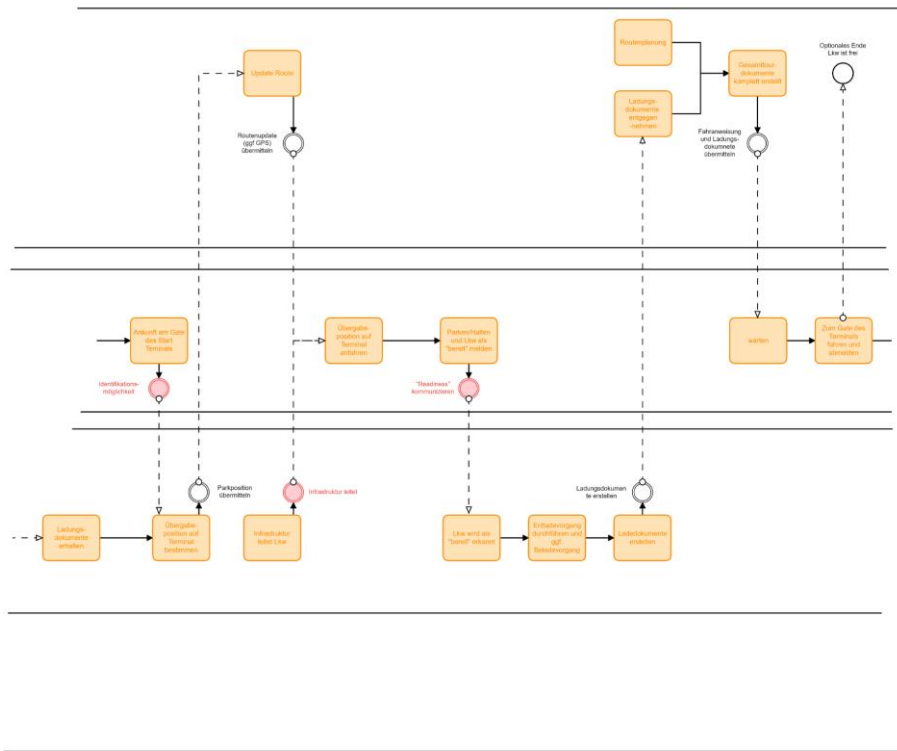 Update Route
Routenupdate
(ggf GPS)
übermitteln
Routenplanung
Ladungs-
dokumente
entgegen
-nehmen
Gesamttour-
dokumente
komplett erstellt
Fahranweisung
und Ladungs-
dokumnete
übermitteln
Optionales Ende
Lkw ist frei
Ankunft am Gate
des Start
Terminals
Identifikations-
möglichkeit
Übergabe-
position auf
Terminal
anfahren
Parken/Halten
und Lkw als
"bereit" melden
"Readiness"
kommunizieren
warten
Zum Gate des
Terminals
fahren und
abmelden
Ladungs-
dokumente
erhalten
Übergabe-
position auf
Terminal
bestimmen
Parkposition
übermitteln
Infrastruktur leitet
Infrastruktur
leitet Lkw
Lkw wird als
"bereit" erkannt
Entladevorgang
durchführen und
ggf.
Beladevorgang
Ladungsdokumen
te erstellen
Ladedokumente
erstellen